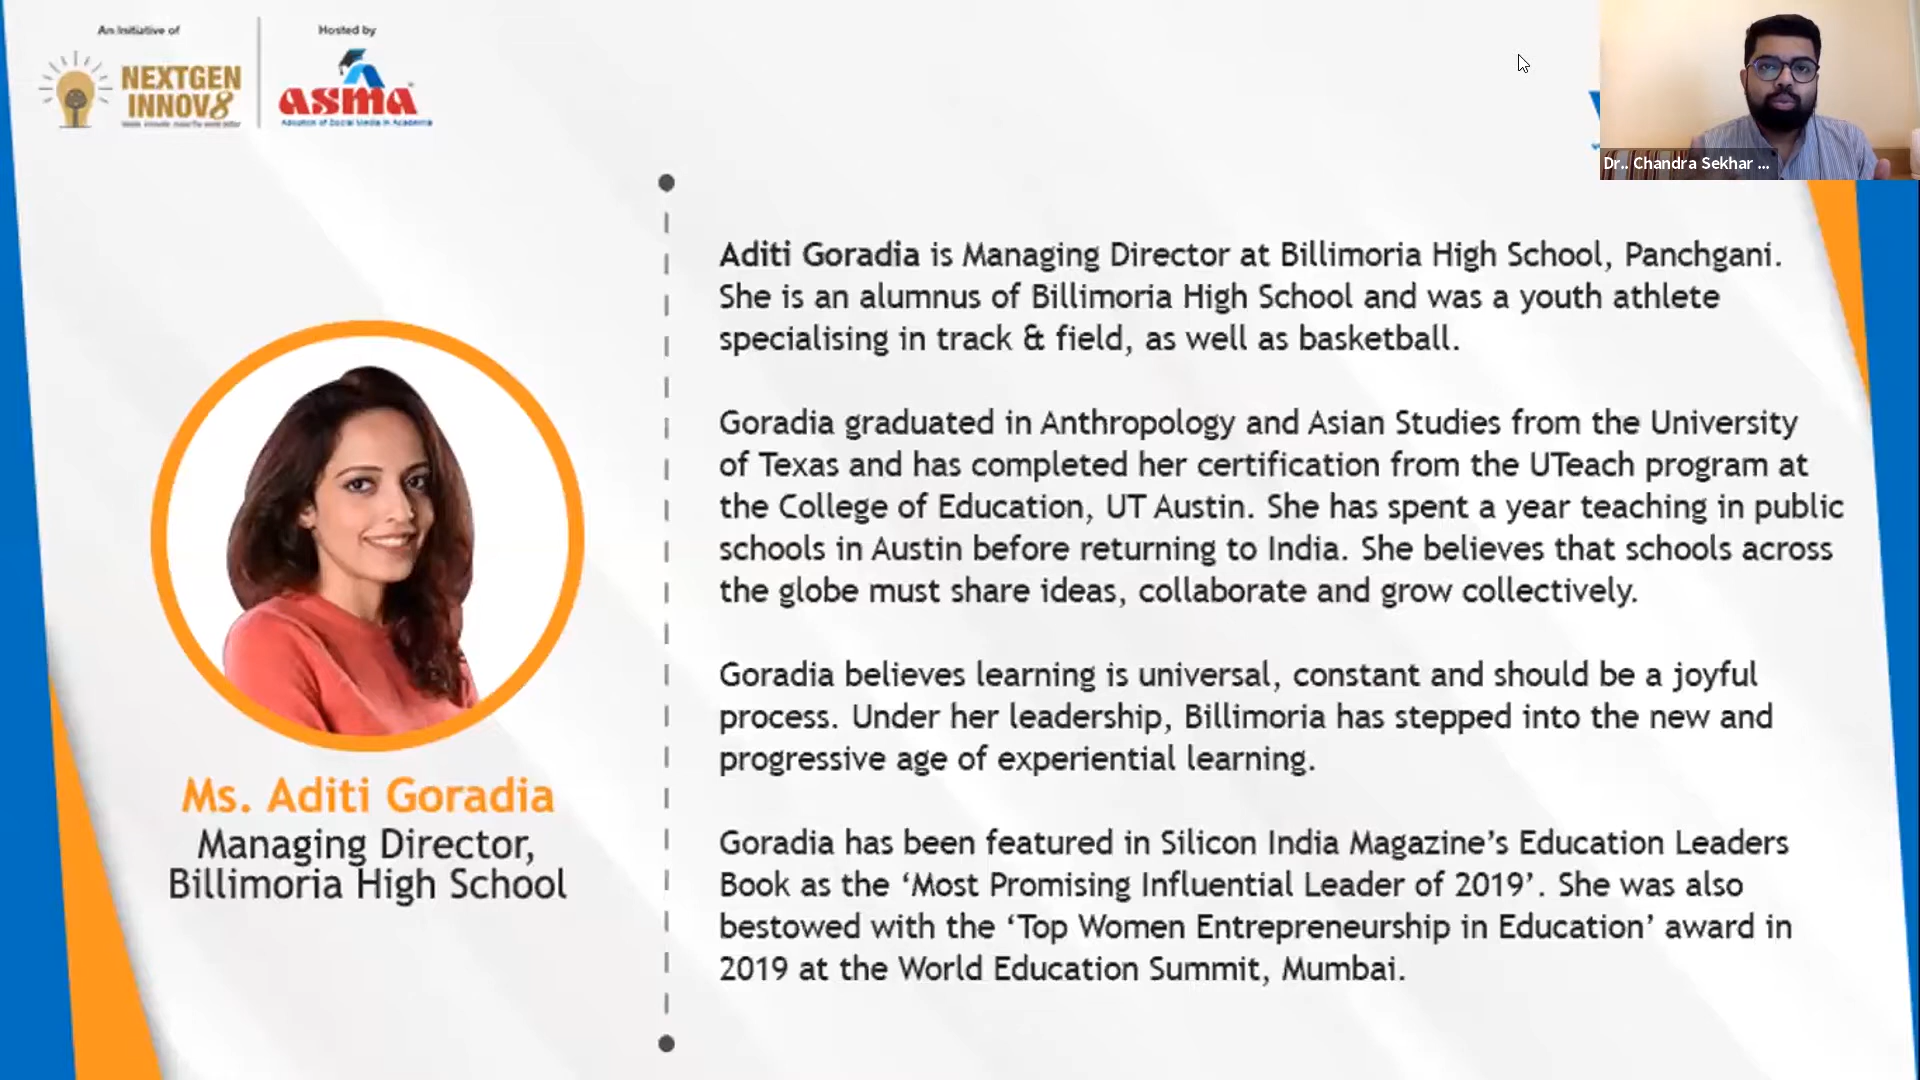 An Initiative of
NEXTGEN
INNOV8
Hosted by
ASMA
Adoption of Social Media in Academia
Dr.. Chandra Sekhar ...
Aditi Goradia is Managing Director at Billimoria High School, Panchgani.
She is an alumnus of Billimoria High School and was a youth athlete
specialising in track & field, as well as basketball.
Goradia graduated in Anthropology and Asian Studies from the University
of Texas and has completed her certification from the UTeach program at
the College of Education, UT Austin. She has spent a year teaching in public
schools in Austin before returning to India. She believes that schools across
the globe must share ideas, collaborate and grow collectively.
Goradia believes learning is universal, constant and should be a joyful
process. Under her leadership, Billimoria has stepped into the new and
progressive age of experiential learning.
Goradia has been featured in Silicon India Magazine’s Education Leaders
Book as the ‘Most Promising Influential Leader of 2019’. She was also
bestowed with the ‘Top Women Entrepreneurship in Education’ award in
2019 at the World Education Summit, Mumbai.
Ms. Aditi Goradia
Managing Director,
Billimoria High School